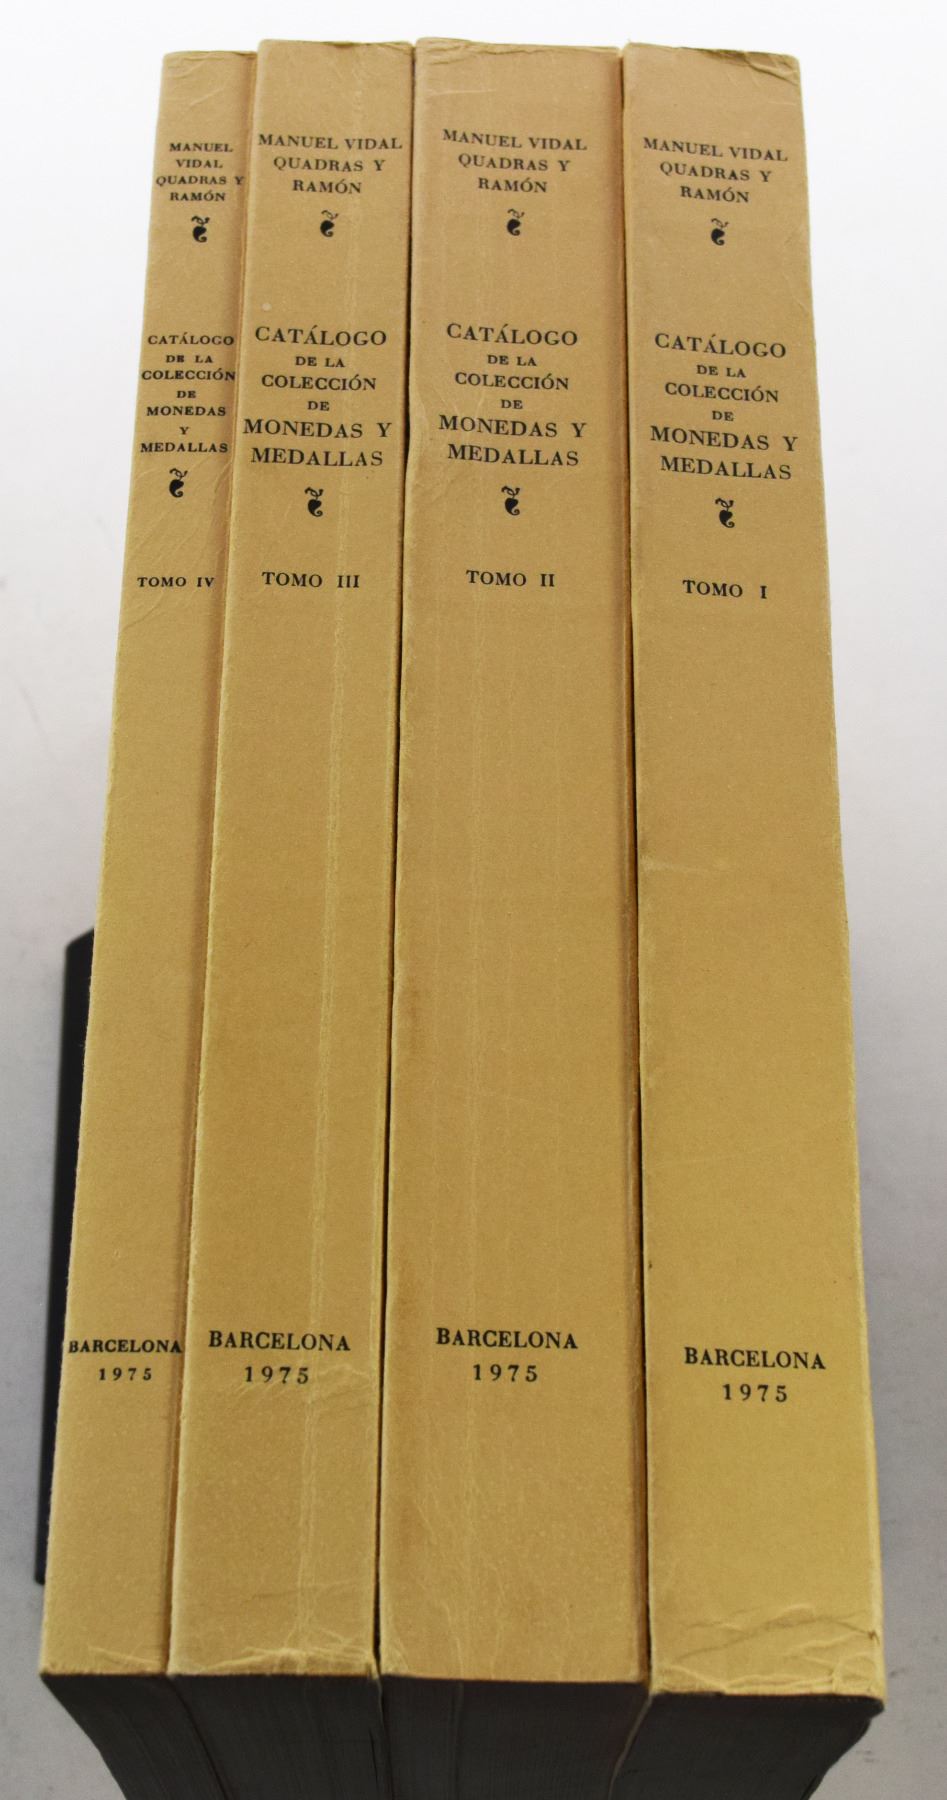 MANUEL
VIDAL
QUADRAS Y
RAMÓN
CATÁLOGO
DE LA
COLECCIÓN
DE
MONEDAS
Y
MEDALLAS
TOMO IV
BARCELONA
1975
MANUEL VIDAL
QUADRAS Y
RAMÓN
CATÁLOGO
DE LA
COLECCIÓN
DE
MONEDAS Y
MEDALLAS
TOMO III
BARCELONA
1975
MANUEL VIDAL
QUADRAS Y
RAMÓN
CATÁLOGO
DE LA
COLECCIÓN
DE
MONEDAS Y
MEDALLAS
TOMO II
BARCELONA
1975
MANUEL VIDAL
QUADRAS Y
RAMÓN
CATÁLOGO
DE LA
COLECCIÓN
DE
MONEDAS Y
MEDALLAS
TOMO I
BARCELONA
1975